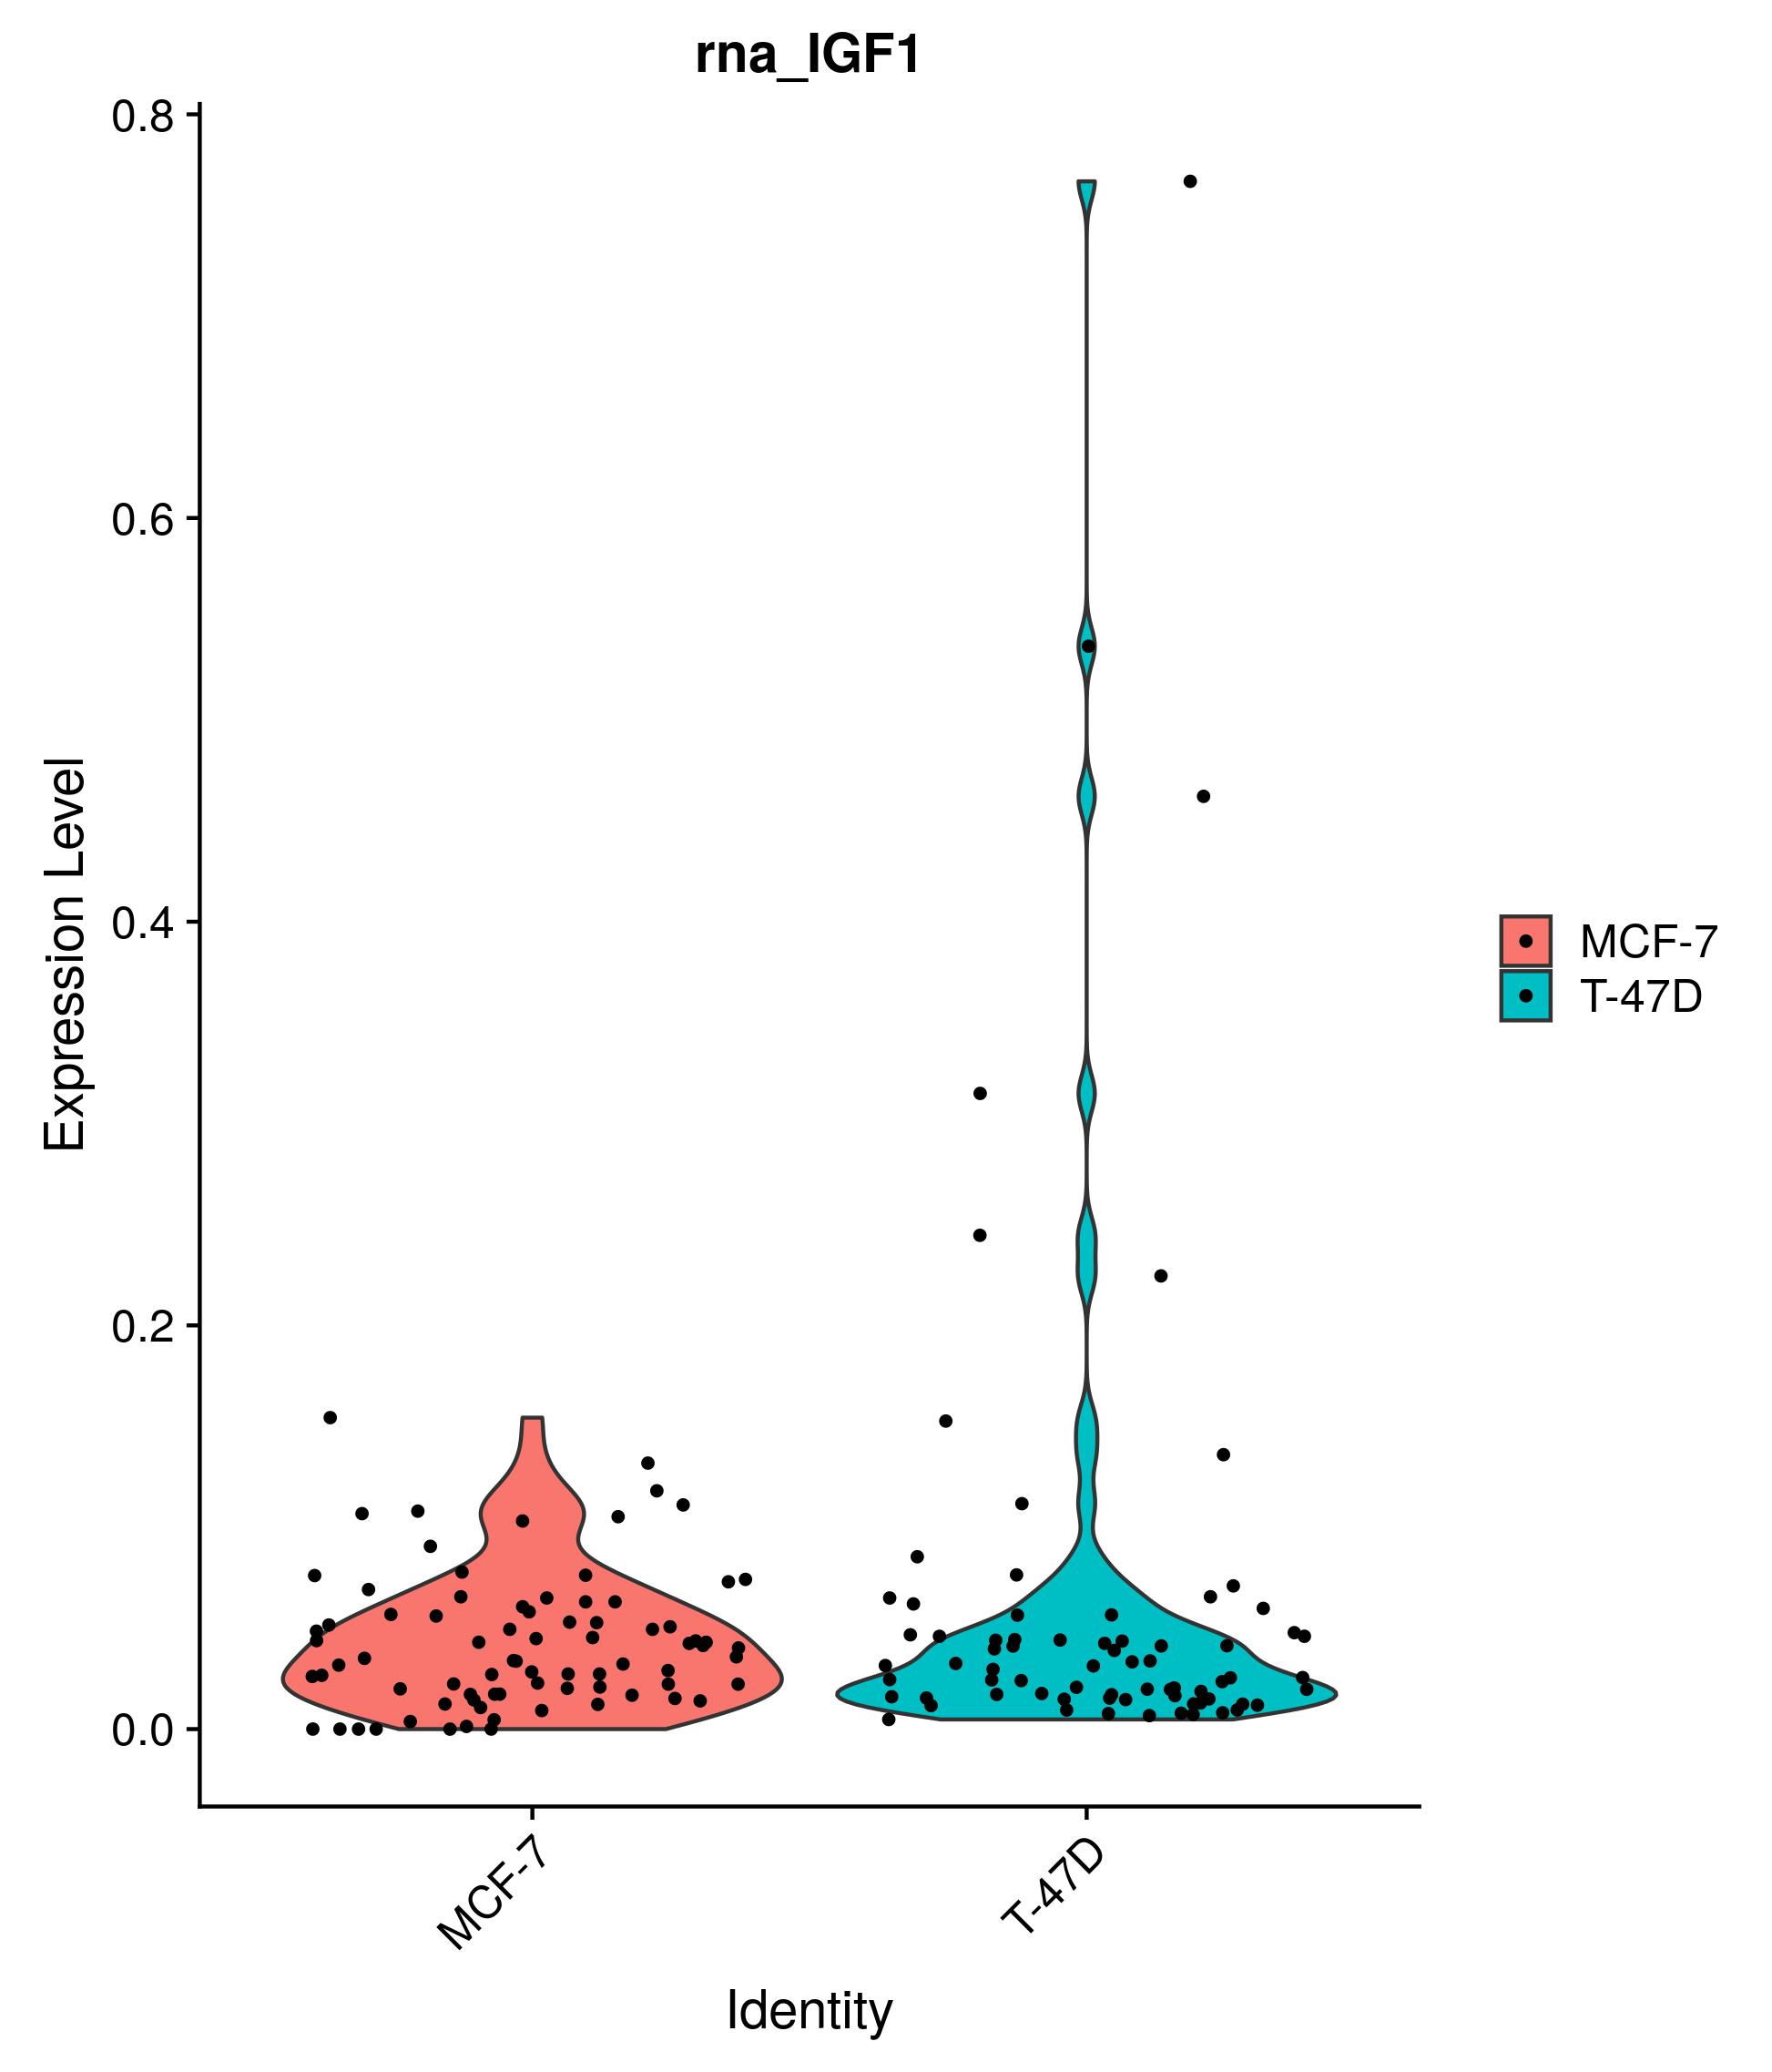 rna_IGF1
Expression Level
0.8
0.6
0.4
0.2
0.0
MCF-7
T-47D
Identity
MCF-7
T-47D